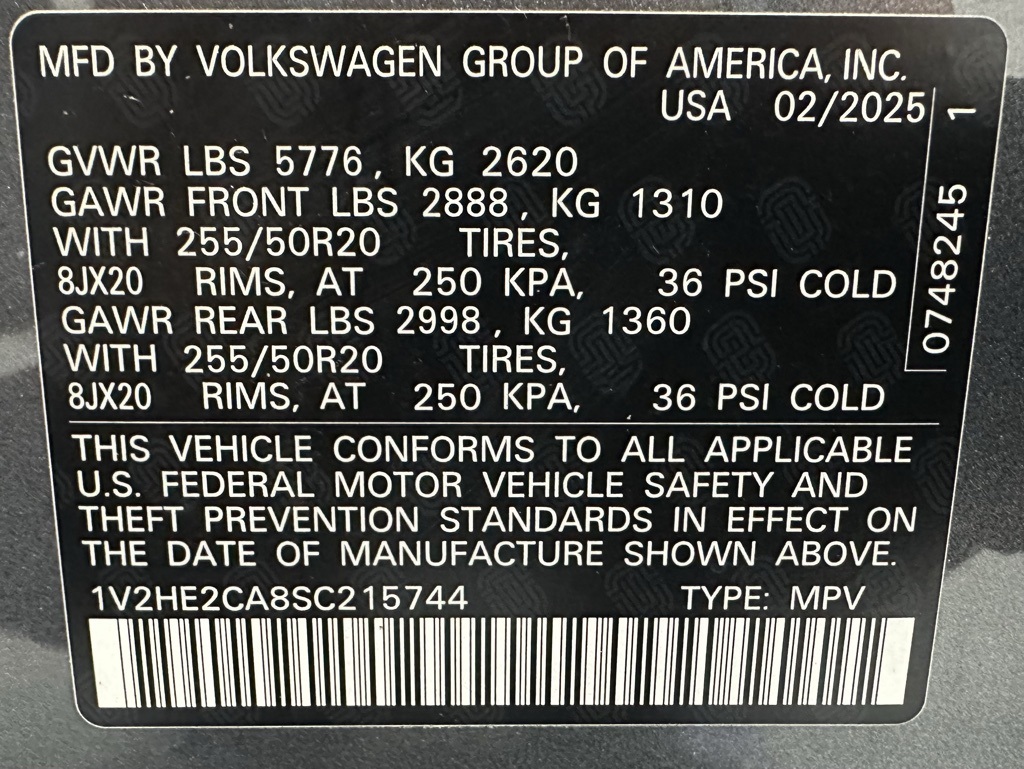 MFD BY VOLKSWAGEN GROUP OF AMERICA, INC.
USA 02/2025
GVWR LBS 5776, KG 2620
GAWR FRONT LBS 2888, KG 1310
WITH 255/50R20 TIRES,
8JX20 RIMS, AT 250 KPA, 36 PSI COLD
GAWR REAR LBS 2998, KG 1360
WITH 255/50R20 TIRES,
8JX20 RIMS, AT 250 KPA, 36 PSI COLD
THIS VEHICLE CONFORMS TO ALL APPLICABLE
U.S. FEDERAL MOTOR VEHICLE SAFETY AND
THEFT PREVENTION STANDARDS IN EFFECT ON
THE DATE OF MANUFACTURE SHOWN ABOVE.
1V2HE2CA8SC215744 TYPE: MPV
0748245 1